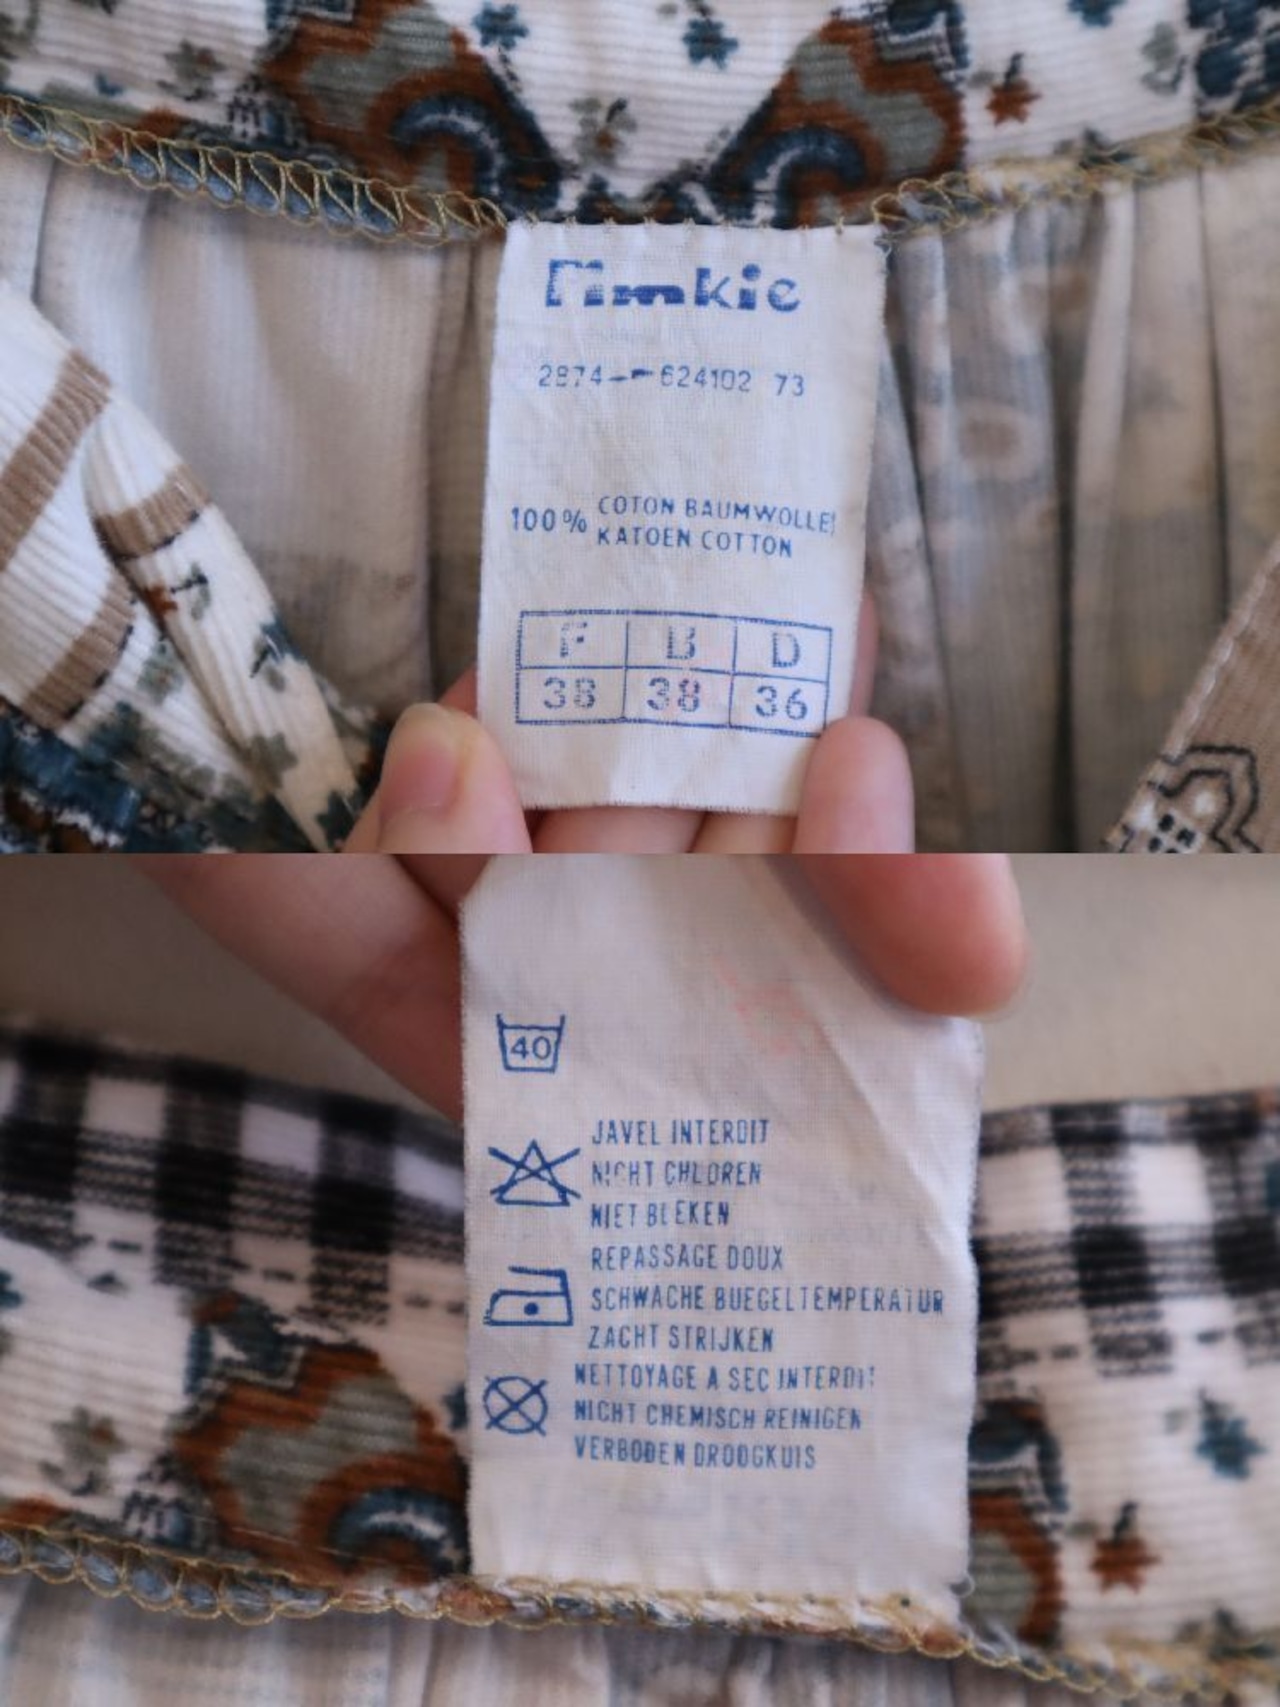 Pimkie
2874--624102 73
100% COTON BAUMWOLLE
KATOEN COTTON
F B D
38 38 36
40
JAVEL INTERDIT
NICHT CHLOREN
NIET BLEKEN
REPASSAGE DOUX
SCHWACHE BUEGELTEMPERATUR
ZACHT STRIJKEN
NETTOYAGE A SEC INTERDIT
NICHT CHEMISCH REINIGEN
VERBODEN DROOGKUIS